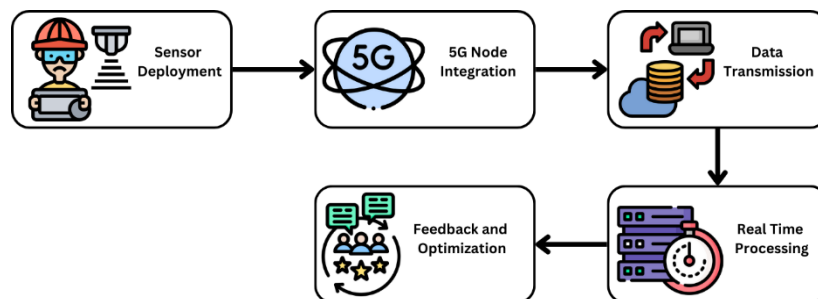 Sensor
Deployment
5G
5G Node
Integration
Data
Transmission
Real Time
Processing
Feedback and
Optimization